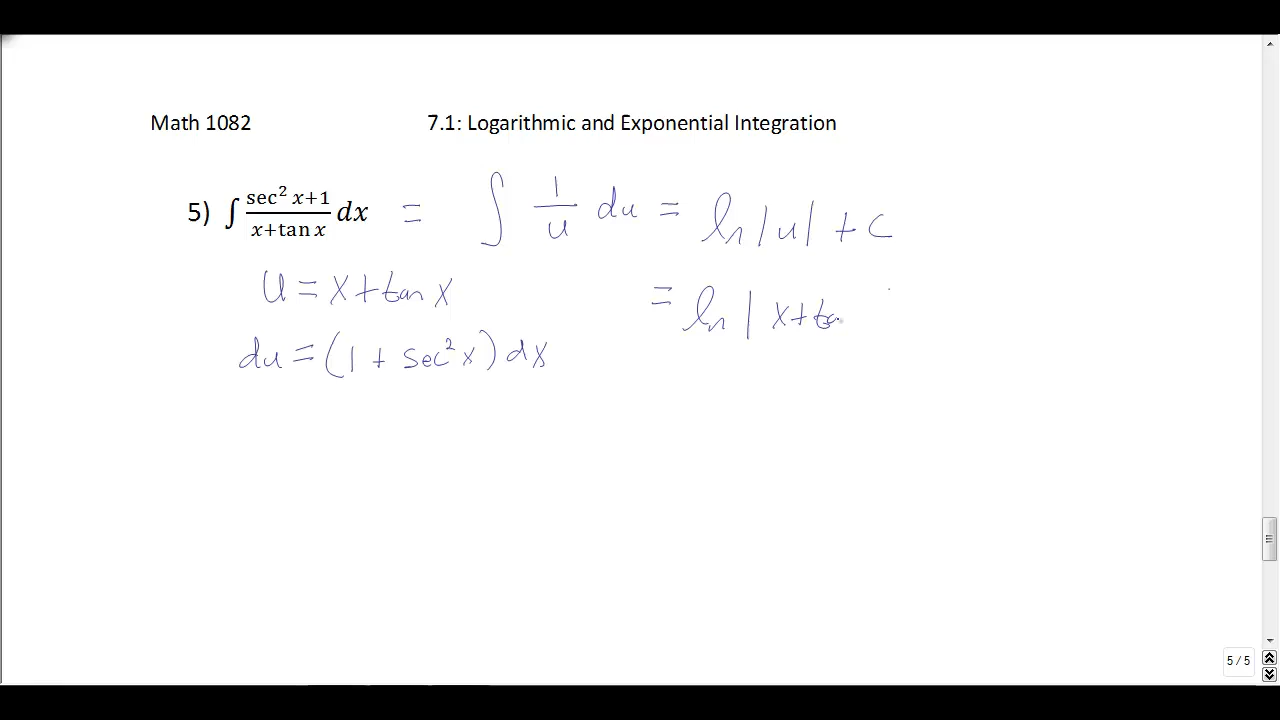 Math 1082 7.1: Logarithmic and Exponential Integration
5) ∫ (sec² x+1)/(x+tan x) dx = ∫ 1/u du = ln |u| + c
u = x + tan x = ln | x + ta
du = (1 + sec² x) dx
5 / 5